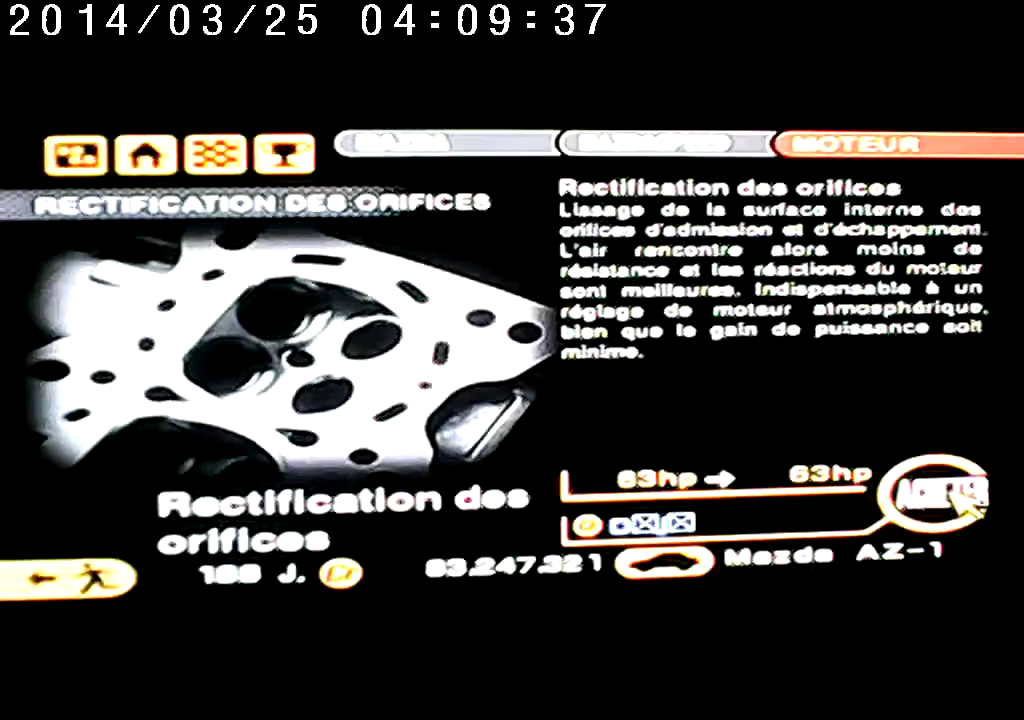 2014/03/25 04:09:37
MOTEUR
RECTIFICATION DES ORIFICES
Rectification des orifices
Lissage de la surface interne des
orifices d'admission et d'échappement.
L'air rencontre alors moins de
résistance et les réactions du moteur
sont meilleures. Indispensable à un
réglage de moteur atmosphérique,
bien que le gain de puissance soit
minime.
63hp → 63hp
ACHETER
Rectification des
orifices
J.
83.247.321
Mazda AZ-1